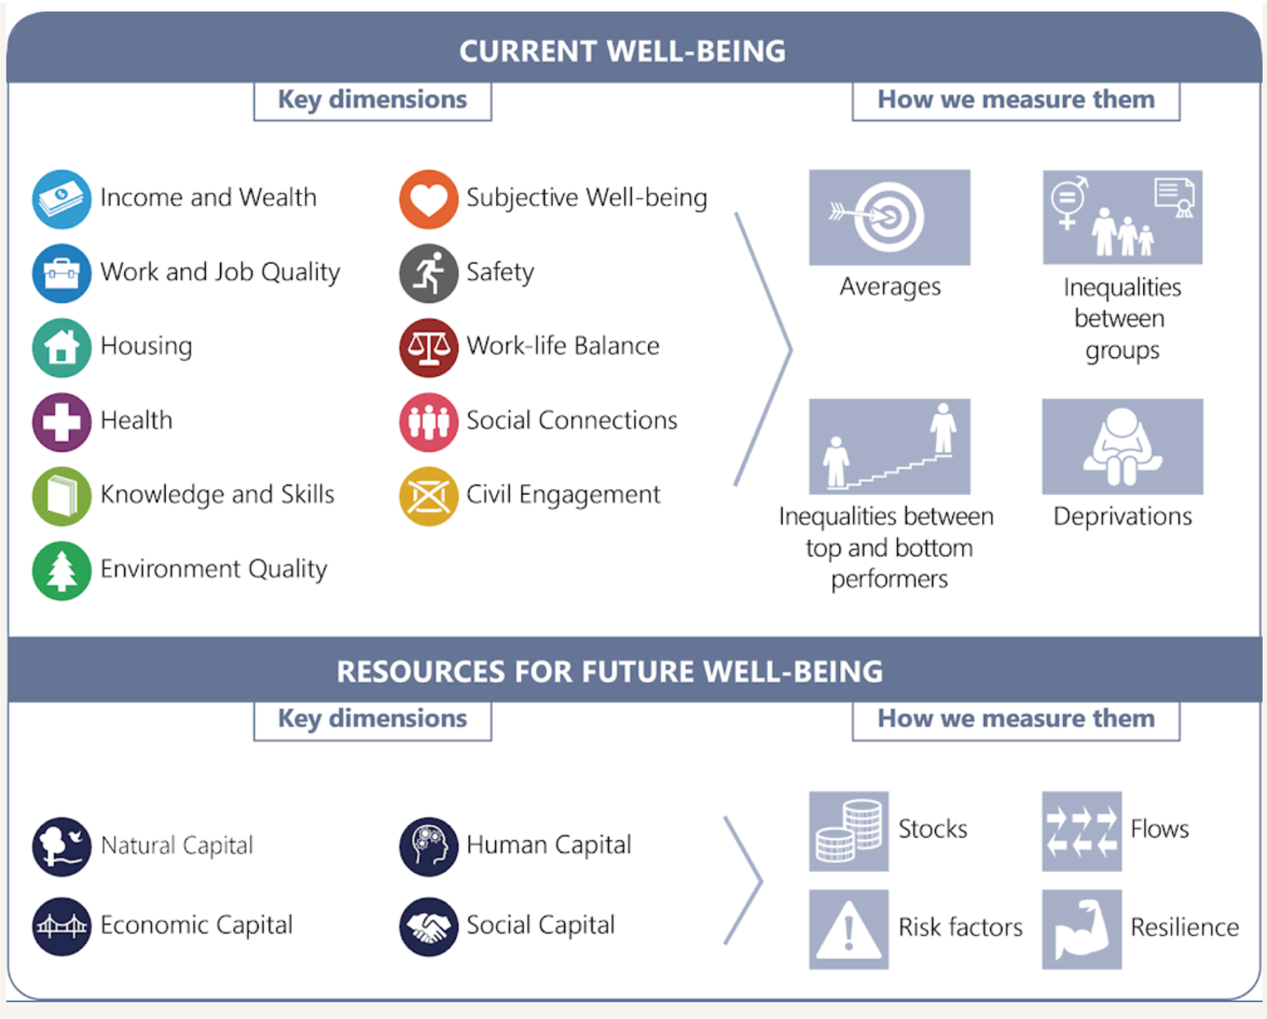 CURRENT WELL-BEING
Key dimensions
How we measure them
Income and Wealth
Work and Job Quality
Housing
Health
Knowledge and Skills
Environment Quality
Subjective Well-being
Safety
Work-life Balance
Social Connections
Civil Engagement
Averages
Inequalities
between
groups
Inequalities between
top and bottom
performers
Deprivations
RESOURCES FOR FUTURE WELL-BEING
Key dimensions
How we measure them
Natural Capital
Economic Capital
Human Capital
Social Capital
Stocks
Flows
Risk factors
Resilience